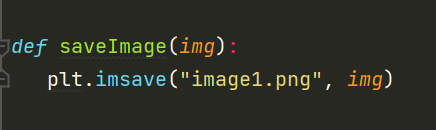 def saveImage(img):
    plt.imsave("image1.png", img)